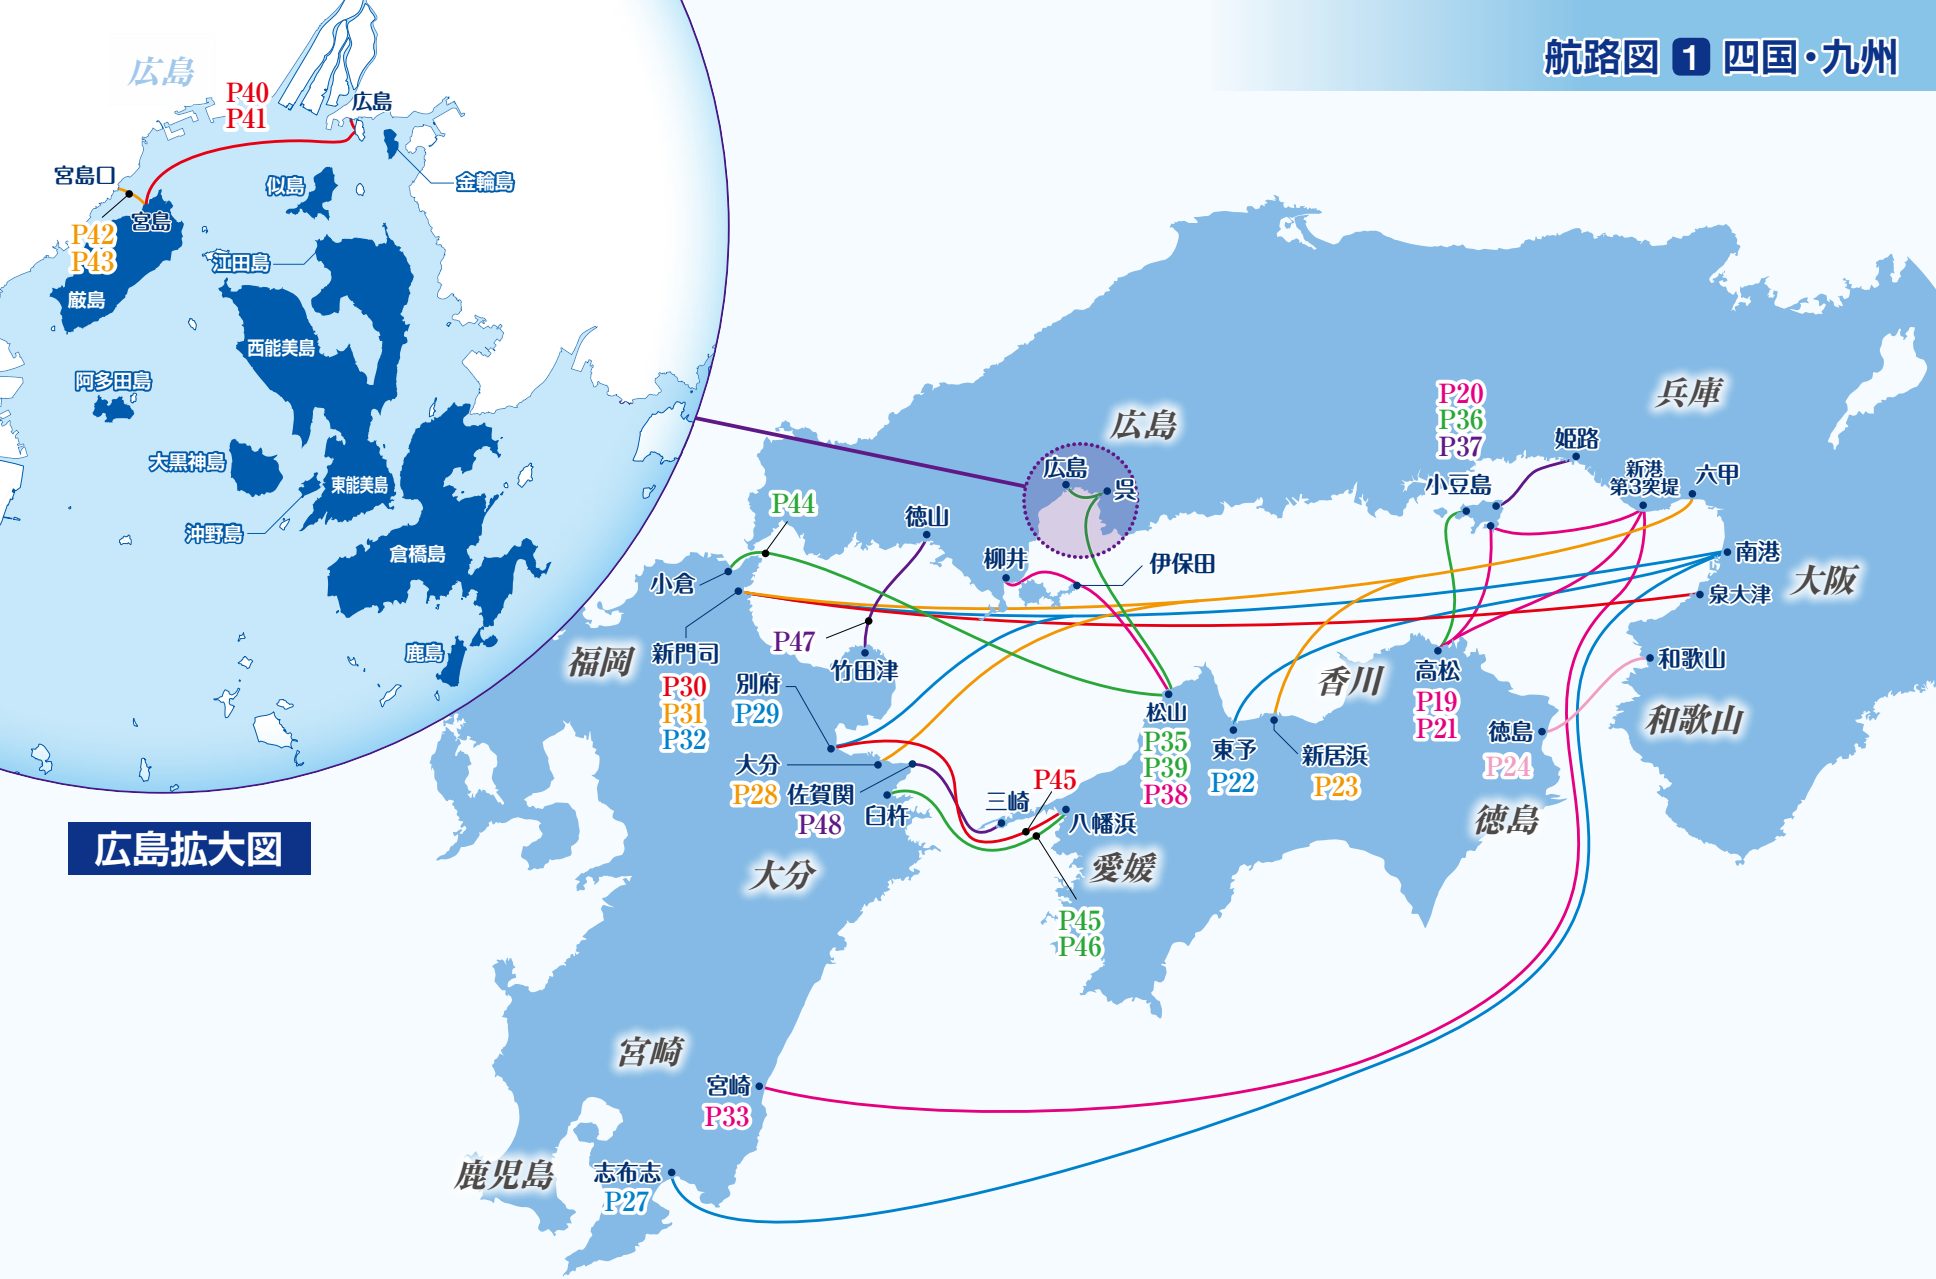 航路図 1 四国・九州
広島
P40
P41
広島
宮島口
金輪島
似島
宮島
P42
P43
江田島
厳島
西能美島
阿多田島
大黒神島
東能美島
沖野島
倉橋島
鹿島
広島拡大図
兵庫
広島
P20
P36
P37
姫路
新港
第3突堤
六甲
小豆島
広島
呉
P44
徳山
柳井
伊保田
南港
大阪
泉大津
小倉
新門司
P30
P31
P32
福岡
P47
竹田津
別府
P29
大分
P28
佐賀関
P48
臼杵
三崎
P45
八幡浜
P45
P46
大分
愛媛
松山
P35
P39
P38
東予
P22
新居浜
P23
香川
高松
P19
P21
和歌山
和歌山
徳島
P24
徳島
宮崎
宮崎
P33
鹿児島
志布志
P27